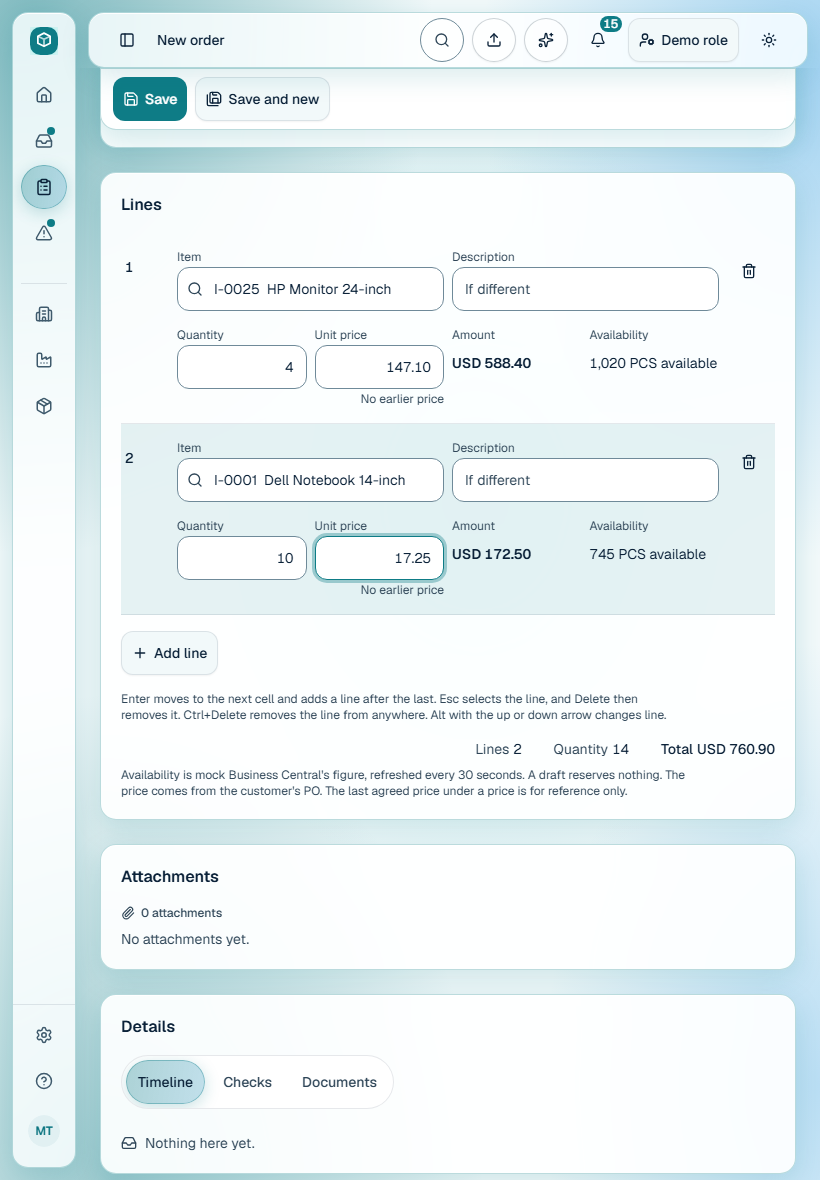 New order
15
Demo role
Save
Save and new
Lines
1
Item
Description
I-0025 HP Monitor 24-inch
If different
Quantity
Unit price
Amount
Availability
4
147.10
USD 588.40
1,020 PCS available
No earlier price
2
Item
Description
I-0001 Dell Notebook 14-inch
If different
Quantity
Unit price
Amount
Availability
10
17.25
USD 172.50
745 PCS available
No earlier price
Add line
Enter moves to the next cell and adds a line after the last. Esc selects the line, and Delete then
removes it. Ctrl+Delete removes the line from anywhere. Alt with the up or down arrow changes line.
Lines 2 Quantity 14 Total USD 760.90
Availability is mock Business Central's figure, refreshed every 30 seconds. A draft reserves nothing. The
price comes from the customer's PO. The last agreed price under a price is for reference only.
Attachments
0 attachments
No attachments yet.
Details
Timeline
Checks
Documents
MT
Nothing here yet.